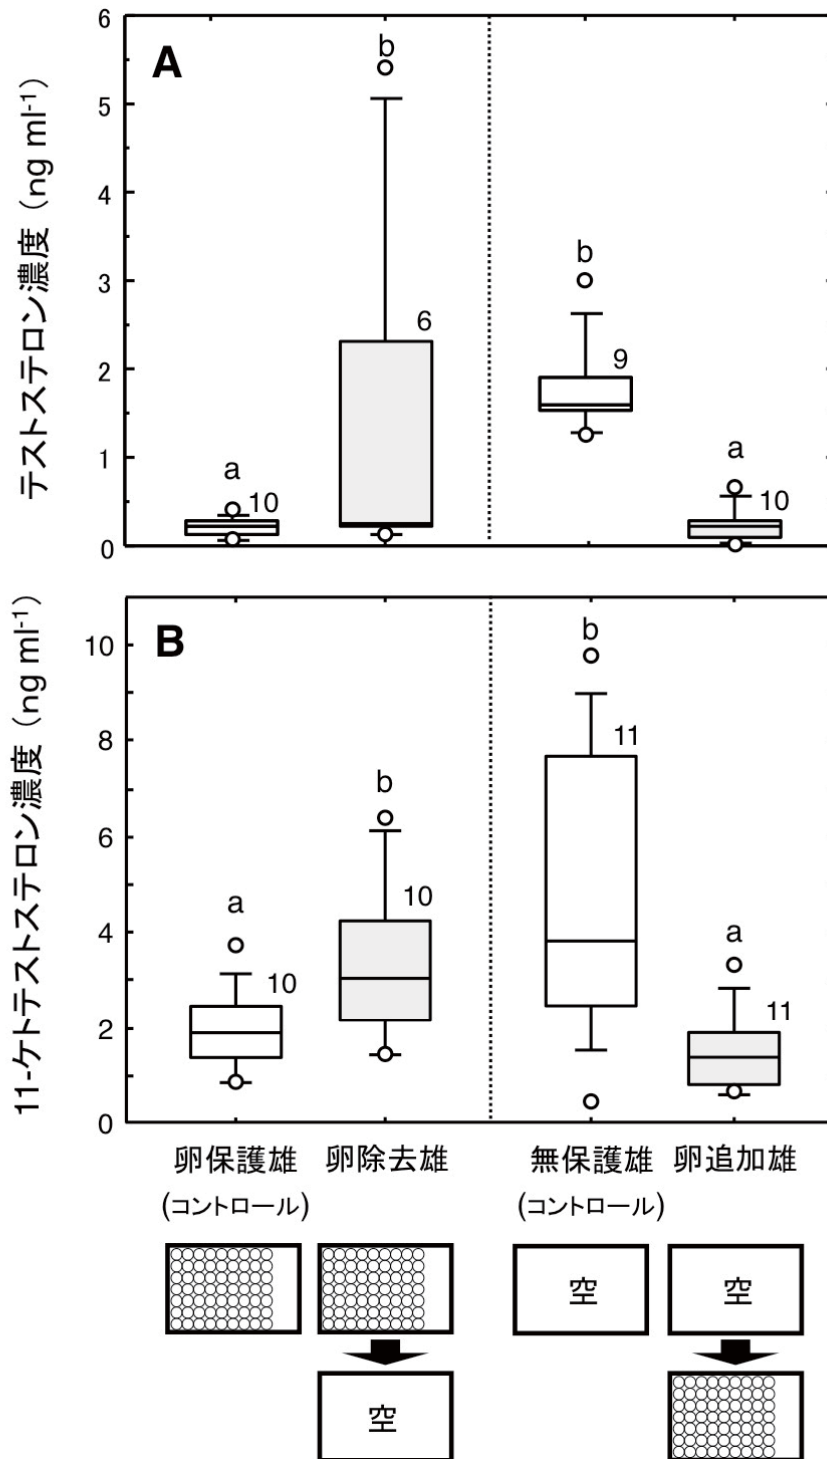 A
テストステロン濃度 (ng ml-1)
6
5
4
3
2
1
0
a
10
b
6
b
9
a
10
B
11-ケトテストステロン濃度 (ng ml-1)
10
8
6
4
2
0
a
10
b
10
b
11
a
11
卵保護雄 卵除去雄 無保護雄 卵追加雄
(コントロール) (コントロール)
空 空
空